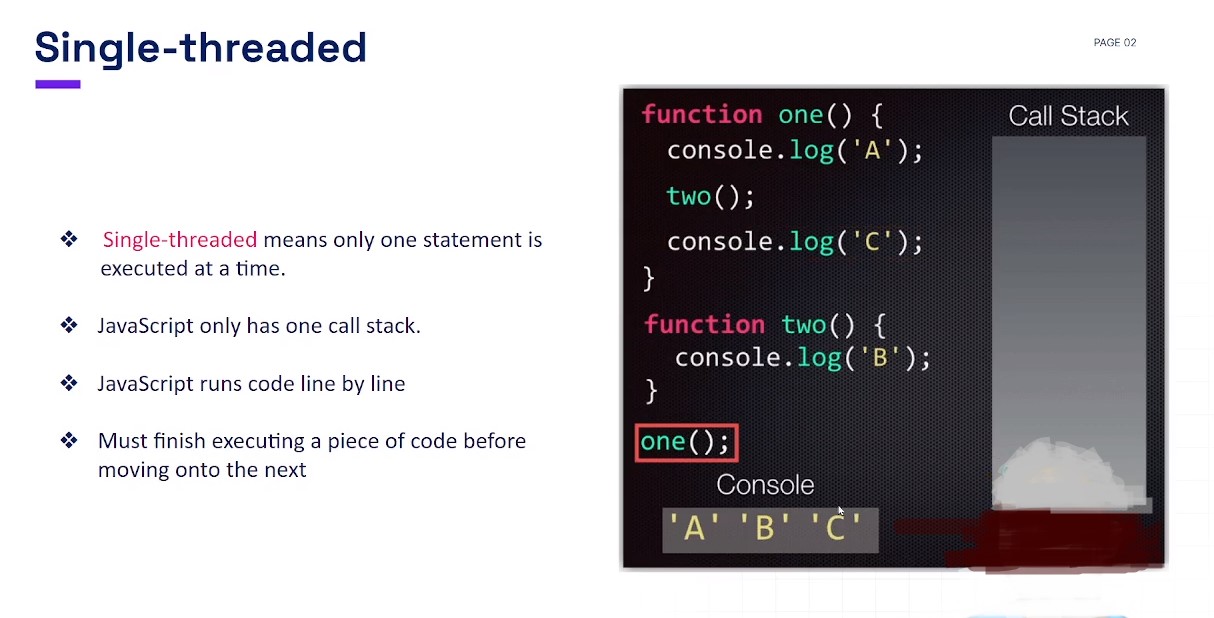 Single-threaded
PAGE 02
❖ Single-threaded means only one statement is
executed at a time.
❖ JavaScript only has one call stack.
❖ JavaScript runs code line by line
❖ Must finish executing a piece of code before
moving onto the next
function one() {
console.log('A');
two();
console.log('C');
}
function two() {
console.log('B');
}
one();
Console
'A' 'B' 'C'
Call Stack